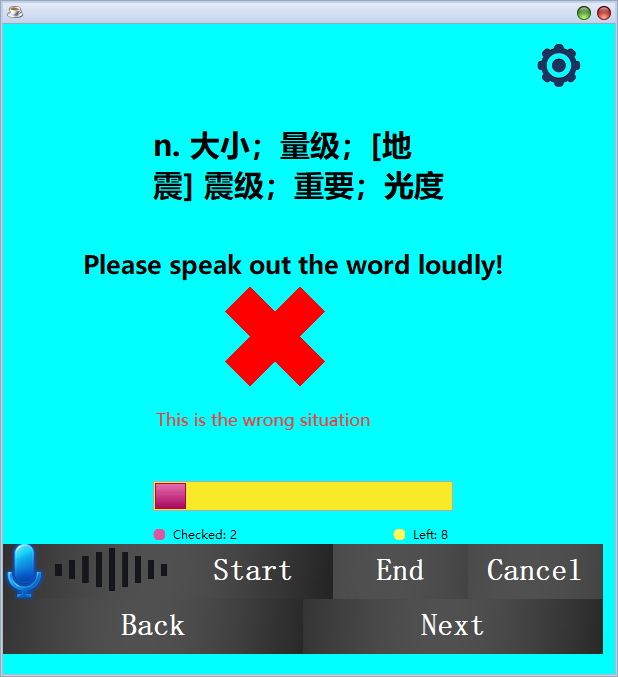 n. 大小；量级；[地
震] 震级；重要；光度
Please speak out the word loudly!
This is the wrong situation
Checked: 2
Left: 8
Start
End
Cancel
Back
Next